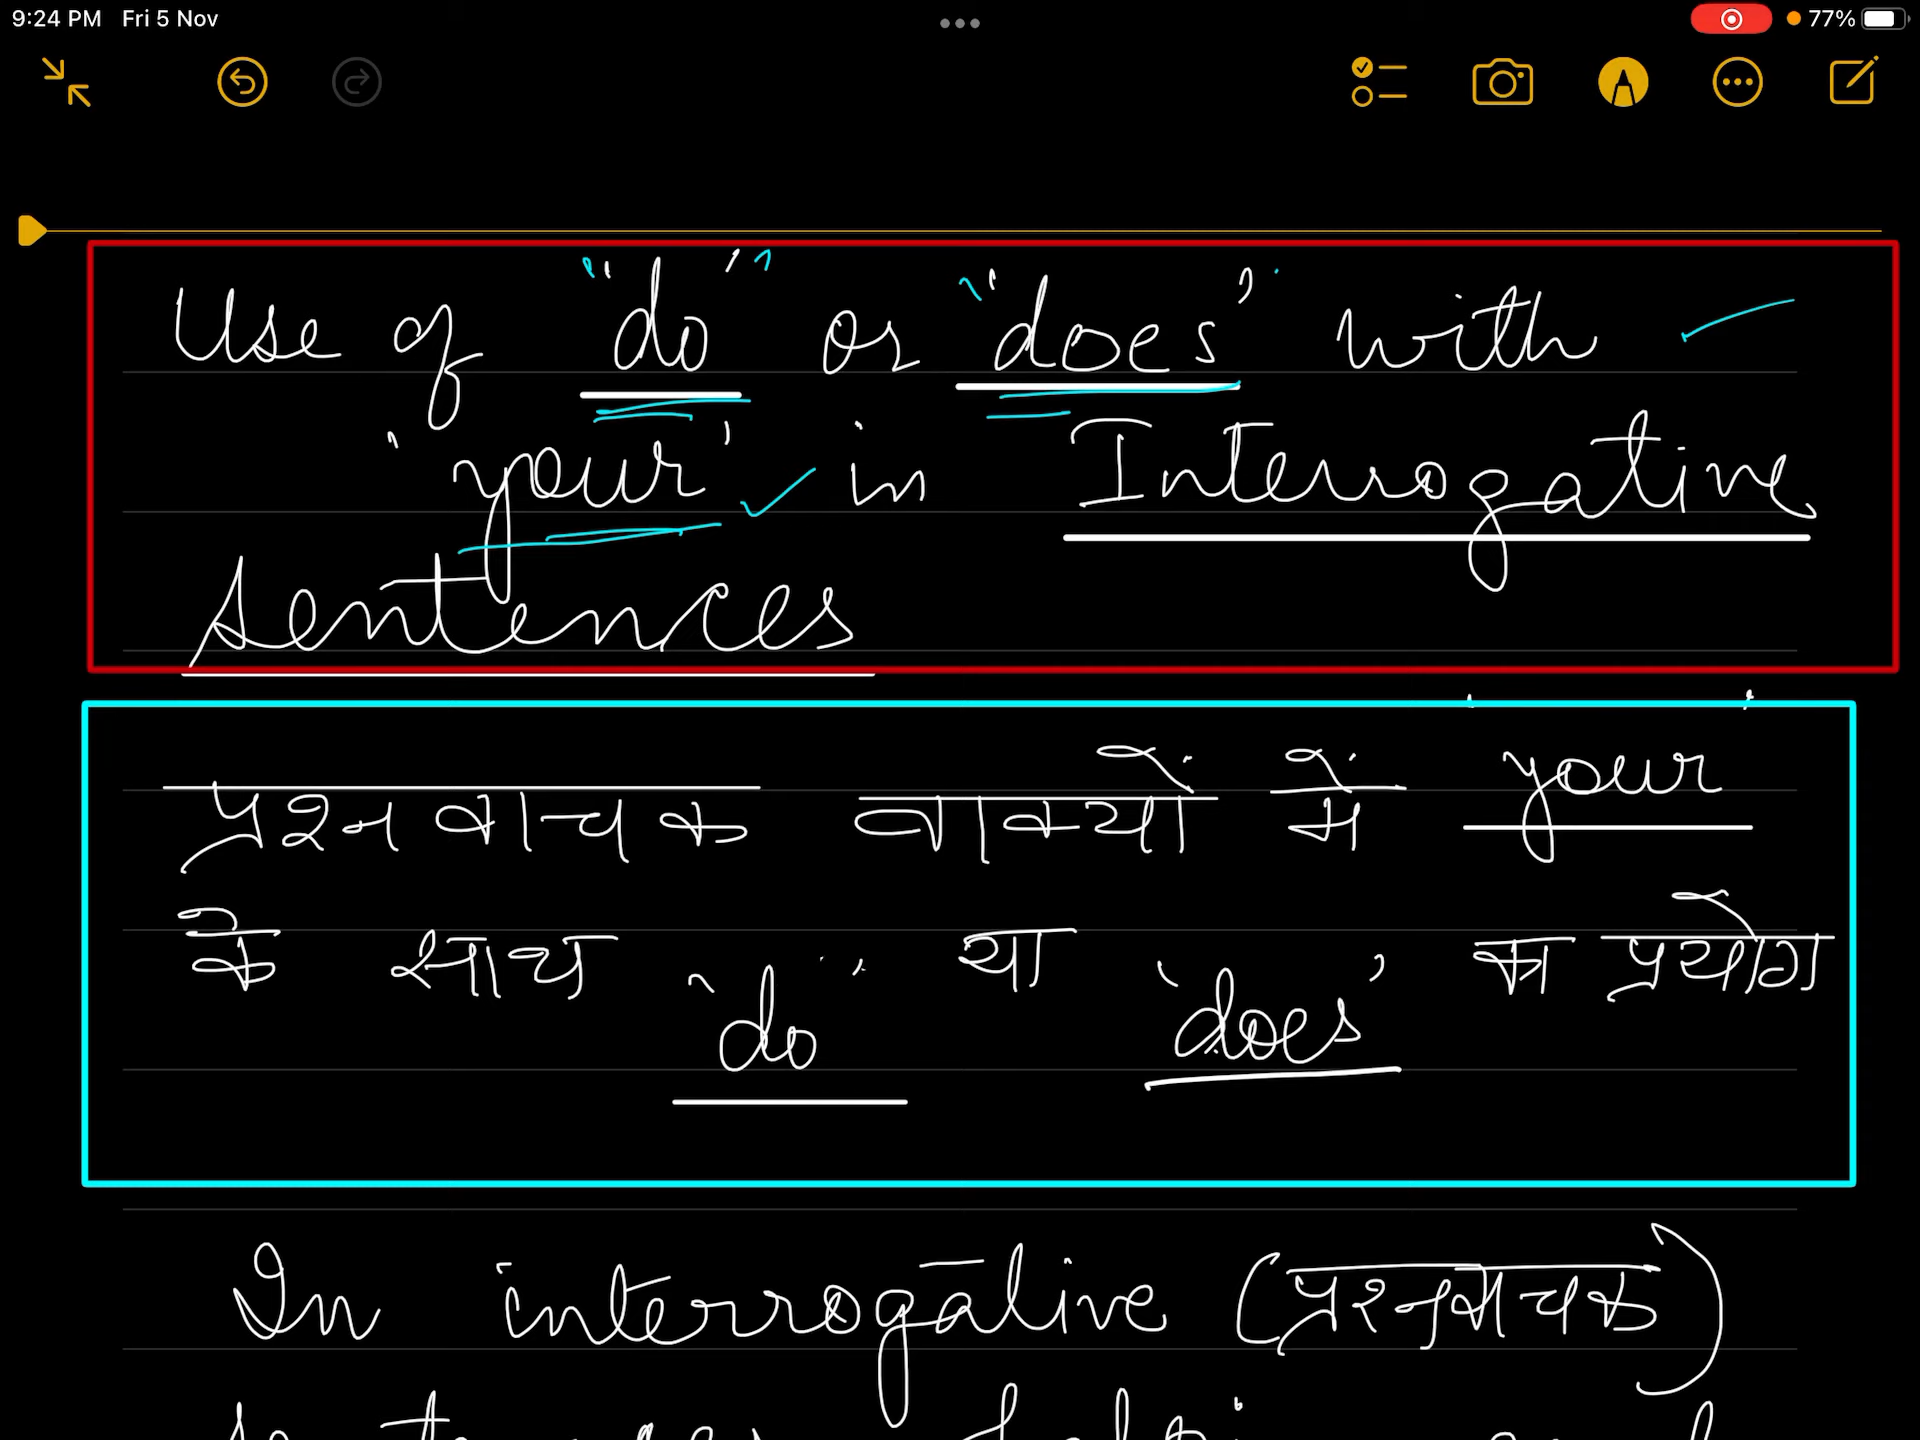 9:24 PM Fri 5 Nov
77%
Use of "do" or "does" with
'your' in Interrogative
sentences
प्रश्नवाचक वाक्यों में your
के साथ "do" या 'does' का प्रयोग
In interrogative (प्रश्नवाचक)